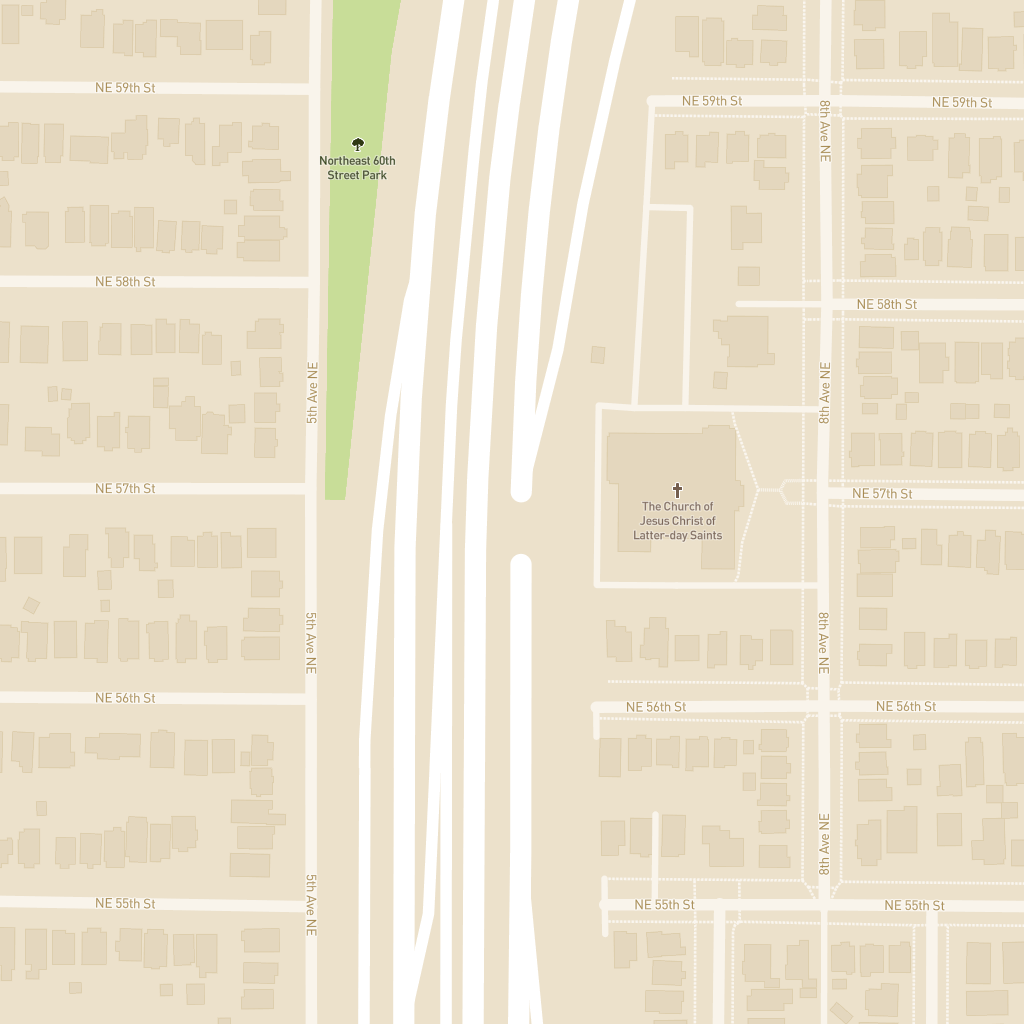 NE 59th St
NE 59th St
NE 59th St
8th Ave NE
Northeast 60th
Street Park
NE 58th St
NE 58th St
5th Ave NE
8th Ave NE
NE 57th St
NE 57th St
The Church of
Jesus Christ of
Latter-day Saints
5th Ave NE
8th Ave NE
NE 56th St
NE 56th St
NE 56th St
8th Ave NE
5th Ave NE
NE 55th St
NE 55th St
NE 55th St